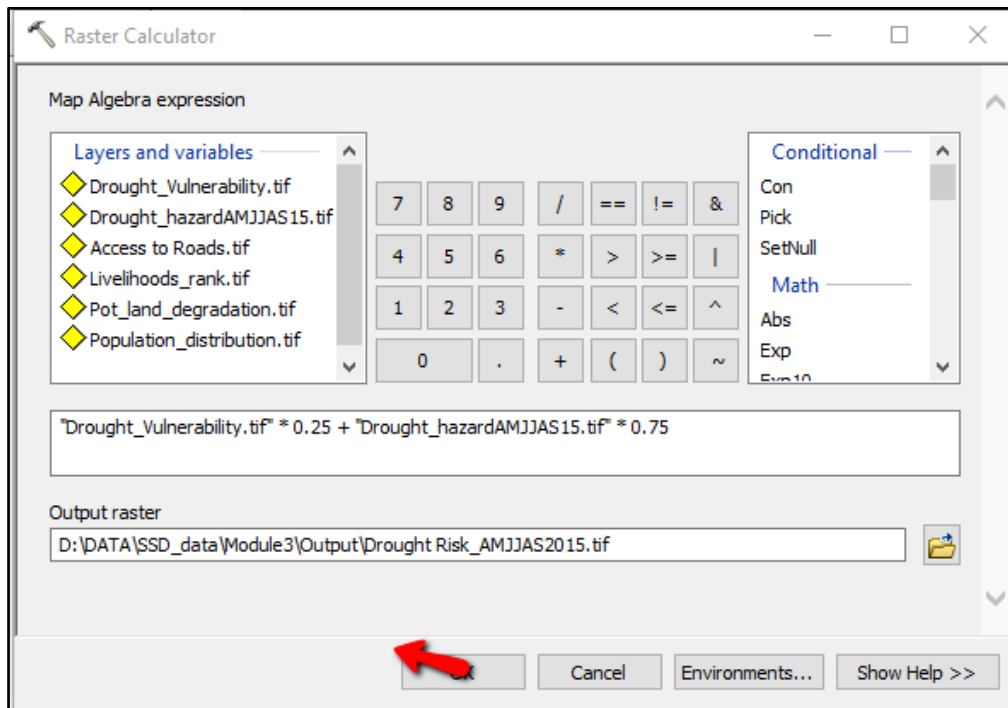 Raster Calculator
Map Algebra expression
Layers and variables
Drought_Vulnerability.tif
Drought_hazardAMJJAS15.tif
Access to Roads.tif
Livelihoods_rank.tif
Pot_land_degradation.tif
Population_distribution.tif
7 8 9 / == != &
4 5 6 * > >= |
1 2 3 - < <= ^
0 . + ( ) ~
Conditional
Con
Pick
SetNull
Math
Abs
Exp
Exp10
"Drought_Vulnerability.tif" * 0.25 + "Drought_hazardAMJJAS15.tif" * 0.75
Output raster
D:\DATA\SSD_data\Module3\Output\Drought Risk_AMJJAS2015.tif
Cancel Environments... Show Help >>